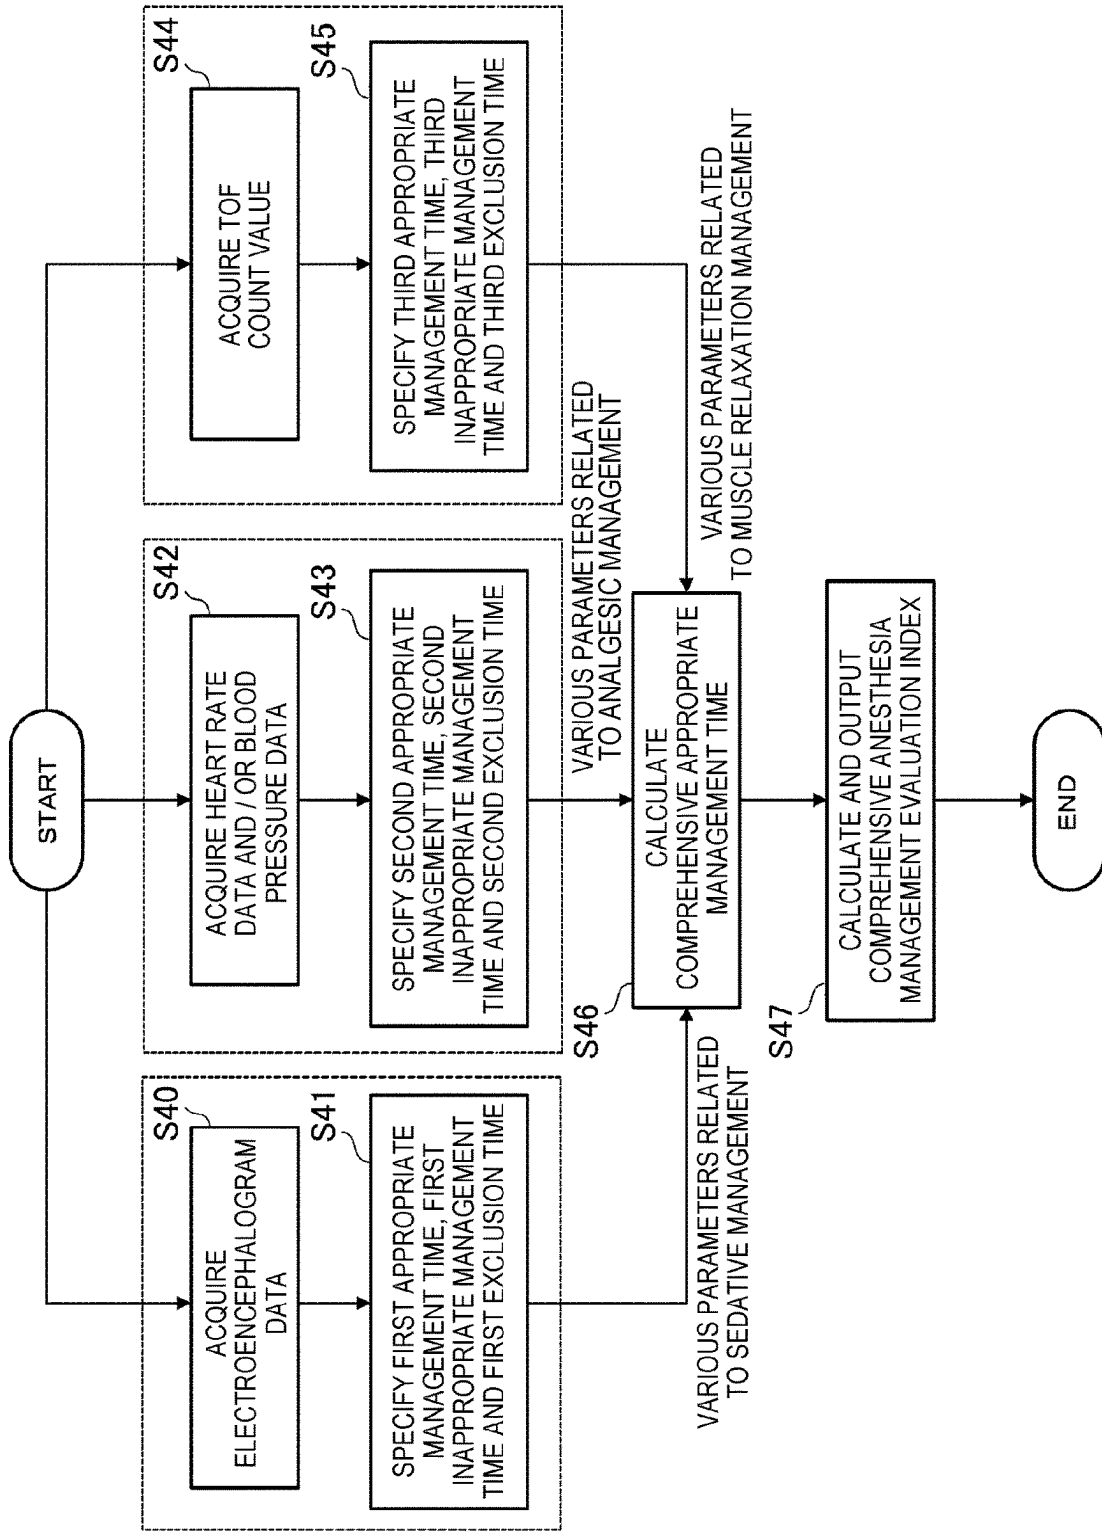 START
S40
ACQUIRE
ELECTROENCEPHALOGRAM
DATA
S41
SPECIFY FIRST APPROPRIATE
MANAGEMENT TIME, FIRST
INAPPROPRIATE MANAGEMENT
TIME AND FIRST EXCLUSION TIME
S42
ACQUIRE HEART RATE
DATA AND / OR BLOOD
PRESSURE DATA
S43
SPECIFY SECOND APPROPRIATE
MANAGEMENT TIME, SECOND
INAPPROPRIATE MANAGEMENT
TIME AND SECOND EXCLUSION TIME
S44
ACQUIRE TOF
COUNT VALUE
S45
SPECIFY THIRD APPROPRIATE
MANAGEMENT TIME, THIRD
INAPPROPRIATE MANAGEMENT
TIME AND THIRD EXCLUSION TIME
VARIOUS PARAMETERS RELATED
TO SEDATIVE MANAGEMENT
VARIOUS PARAMETERS RELATED
TO ANALGESIC MANAGEMENT
VARIOUS PARAMETERS RELATED
TO MUSCLE RELAXATION MANAGEMENT
S46
CALCULATE
COMPREHENSIVE APPROPRIATE
MANAGEMENT TIME
S47
CALCULATE AND OUTPUT
COMPREHENSIVE ANESTHESIA
MANAGEMENT EVALUATION INDEX
END